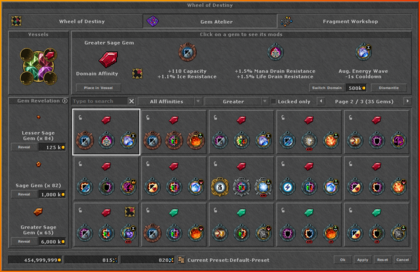 Wheel of Destiny
Wheel of Destiny
Gem Atelier
Fragment Workshop
Vessels
Click on a gem to see its mods
Greater Sage Gem
Domain Affinity
+110 Capacity
+1.1% Ice Resistance
+1.5% Mana Drain Resistance
+1.5% Life Drain Resistance
Aug. Energy Wave
-1s Cooldown
Place in Vessel
Switch Domain
500k
Dismantle
Gem Revelation
Type to search
All Affinities
Greater
Locked only
Page 2 / 3 (35 Gems)
Lesser Sage
Gem (x 84)
Reveal
125 k
Sage Gem (x 82)
Reveal
1,000 k
Greater Sage
Gem (x 65)
Reveal
6,000 k
454,999,999
Current Preset:Default-Preset
Ok
Apply
Reset
Cancel